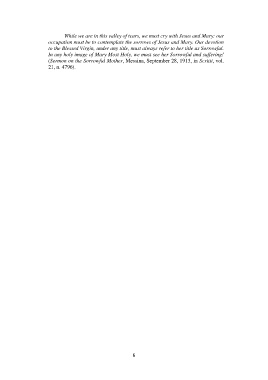 While we are in this valley of tears, we must cry with Jesus and Mary; our
occupation must be to contemplate the sorrows of Jesus and Mary. Our devotion
to the Blessed Virgin, under any title, must always refer to her title as Sorrowful.
In any holy image of Mary Most Holy, we must see her Sorrowful and suffering!
(Sermon on the Sorrowful Mother, Messina, September 28, 1913, in Scritti, vol.
21, n. 4796).